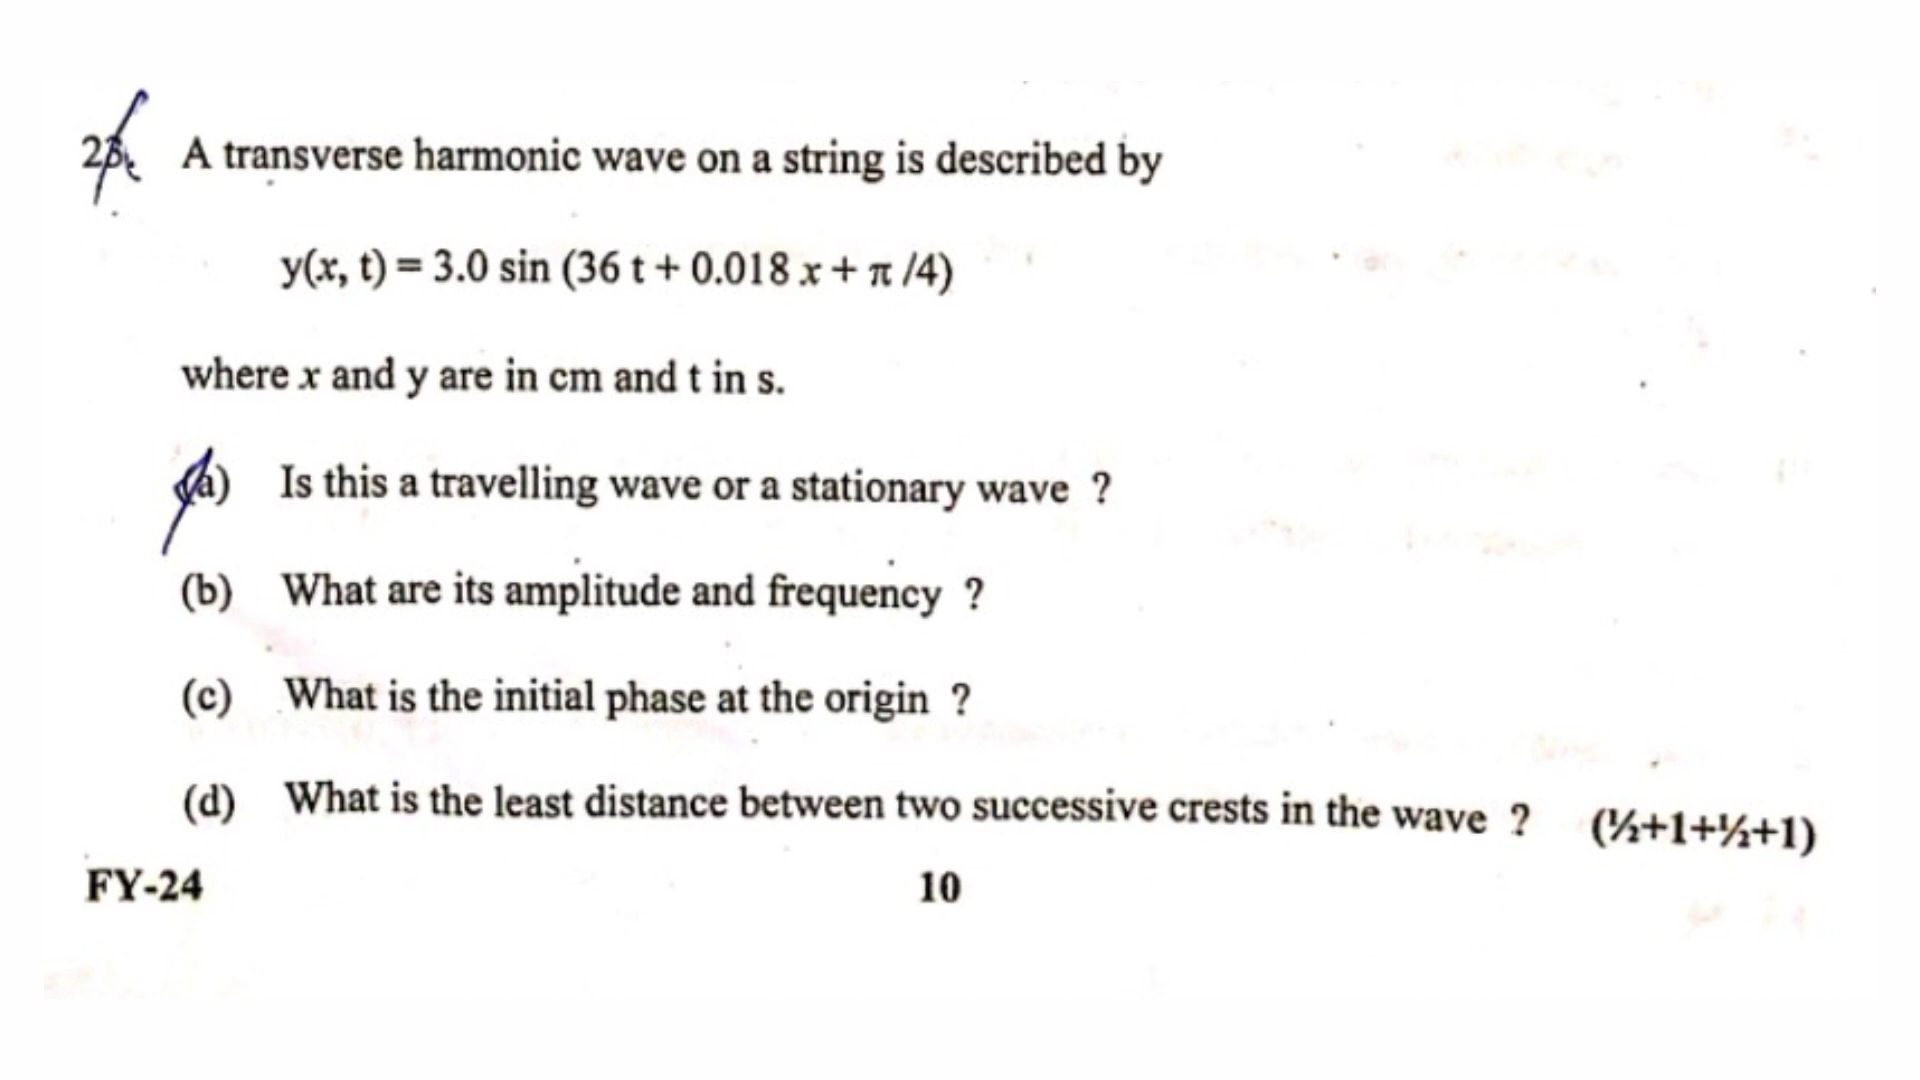 23. A transverse harmonic wave on a string is described by
y(x, t) = 3.0 sin (36 t + 0.018 x + π /4)
where x and y are in cm and t in s.
(a) Is this a travelling wave or a stationary wave ?
(b) What are its amplitude and frequency ?
(c) What is the initial phase at the origin ?
(d) What is the least distance between two successive crests in the wave ? (½+1+½+1)
FY-24 10